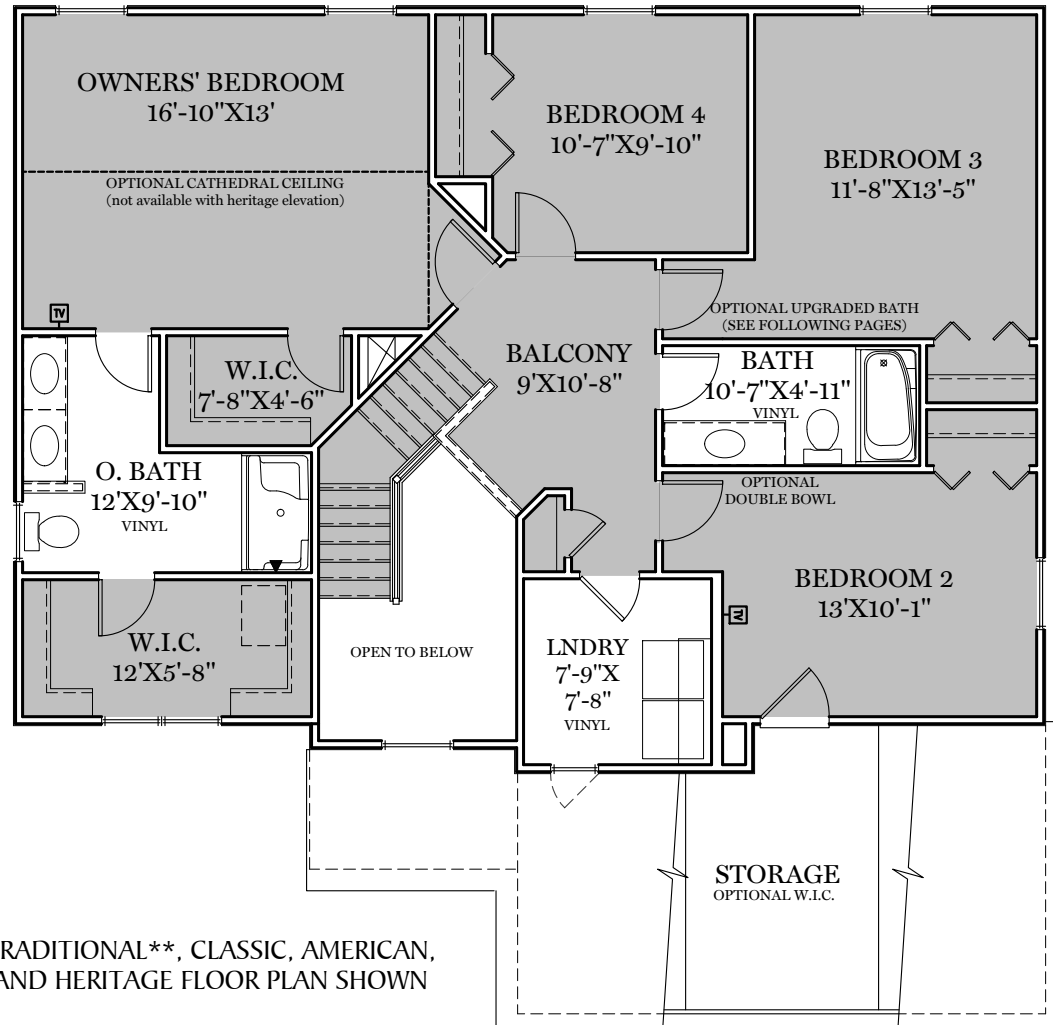 OWNERS' BEDROOM
16'-10"X13'
OPTIONAL CATHEDRAL CEILING
(not available with heritage elevation)
TV
BEDROOM 4
10'-7"X9'-10"
BEDROOM 3
11'-8"X13'-5"
OPTIONAL UPGRADED BATH
(SEE FOLLOWING PAGES)
W.I.C.
7'-8"X4'-6"
BALCONY
9'X10'-8"
BATH
10'-7"X4'-11"
VINYL
O. BATH
12'X9'-10"
VINYL
OPTIONAL
DOUBLE BOWL
BEDROOM 2
13'X10'-1"
TV
W.I.C.
12'X5'-8"
OPEN TO BELOW
LNDRY
7'-9"X
7'-8"
VINYL
STORAGE
OPTIONAL W.I.C.
RADITIONAL**, CLASSIC, AMERICAN,
AND HERITAGE FLOOR PLAN SHOWN